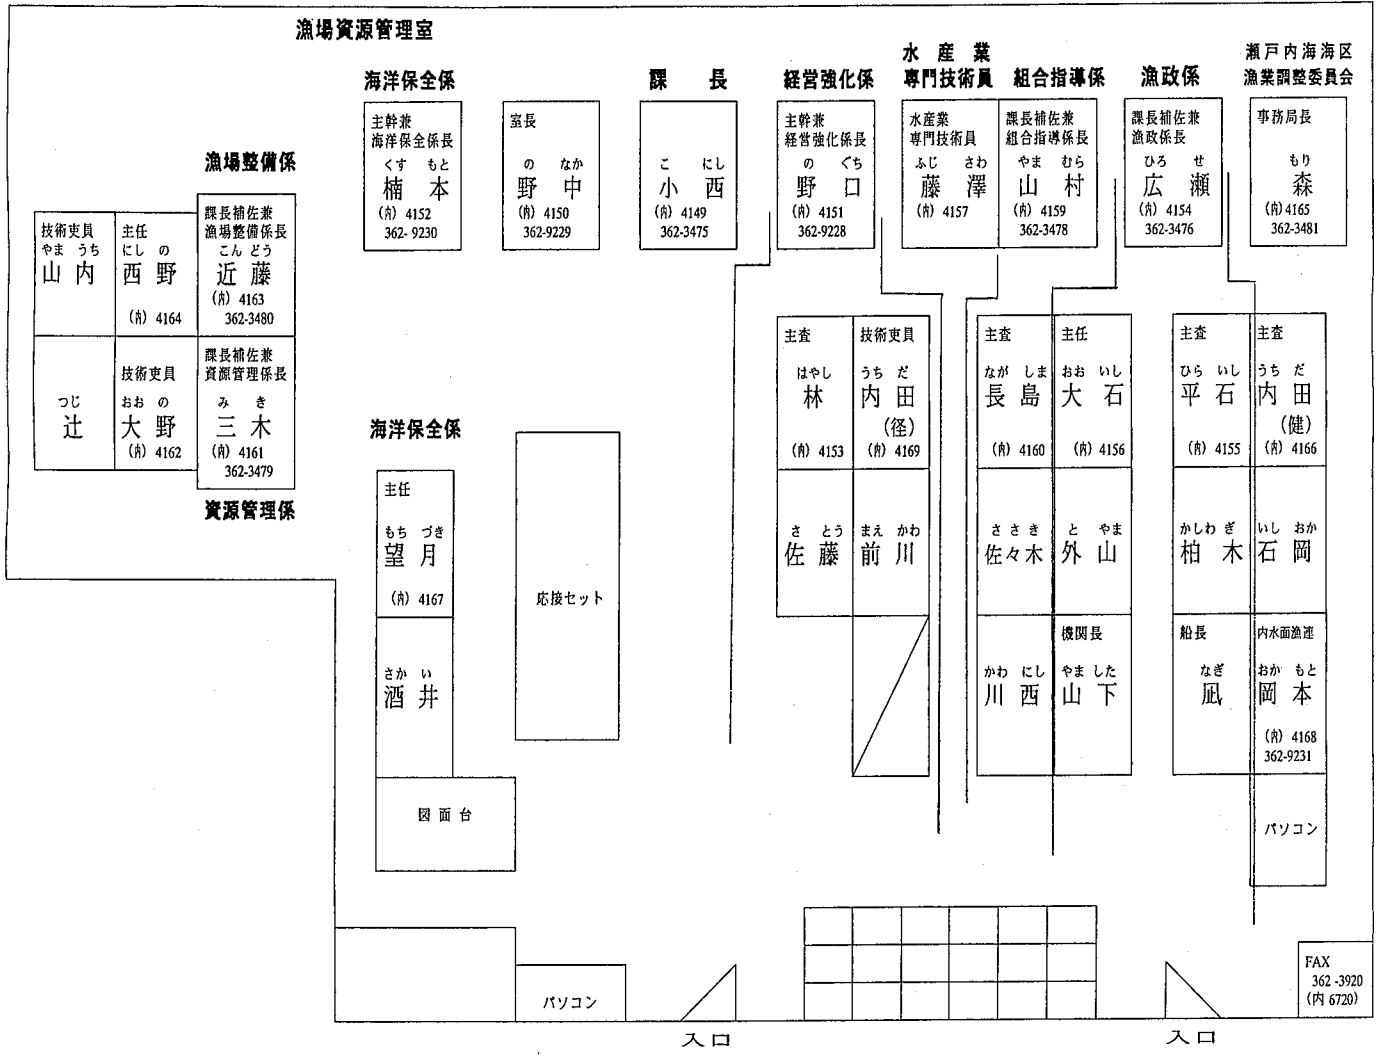 漁場資源管理室
海洋保全係
主幹兼
海洋保全係長
くす もと
楠 本
(内) 4152
362- 9230
室長
の なか
野 中
(内) 4150
362-9229
課 長
こ にし
小 西
(内) 4149
362-3475
経営強化係
主幹兼
経営強化係長
の ぐち
野 口
(内) 4151
362-9228
水 産 業
専門技術員
水産業
専門技術員
ふじ さわ
藤 澤
(内) 4157
組合指導係
課長補佐兼
組合指導係長
やま むら
山 村
(内) 4159
362-3478
漁政係
課長補佐兼
漁政係長
ひろ せ
広 瀬
(内) 4154
362-3476
瀬戸内海海区
漁業調整委員会
事務局長
もり
森
(内) 4165
362-3481
漁場整備係
技術吏員
やま うち
山 内
主任
にし の
西 野
(内) 4164
課長補佐兼
漁場整備係長
こん どう
近 藤
(内) 4163
362-3480
つじ
辻
技術吏員
おお の
大 野
(内) 4162
課長補佐兼
資源管理係長
み き
三 木
(内) 4161
362-3479
資源管理係
海洋保全係
主任
もち づき
望 月
(内) 4167
さか い
酒 井
図 面 台
応接セット
主査
はやし
林
(内) 4153
技術吏員
うち だ
内 田
(径)
(内) 4169
さ とう
佐 藤
まえ かわ
前 川
主査
なが しま
長 島
(内) 4160
主任
おお いし
大 石
(内) 4156
さ さ き
佐々木
と やま
外 山
かわ にし
川 西
機関長
やま した
山 下
主査
ひら いし
平 石
(内) 4155
主査
うち だ
内 田
(健)
(内) 4166
かしわ ぎ
柏 木
いし おか
石 岡
船長
なぎ
凪
内水面漁連
おか もと
岡 本
(内) 4168
362-9231
パソコン
パソコン
FAX
362 -3920
(内 6720)
入口
入口